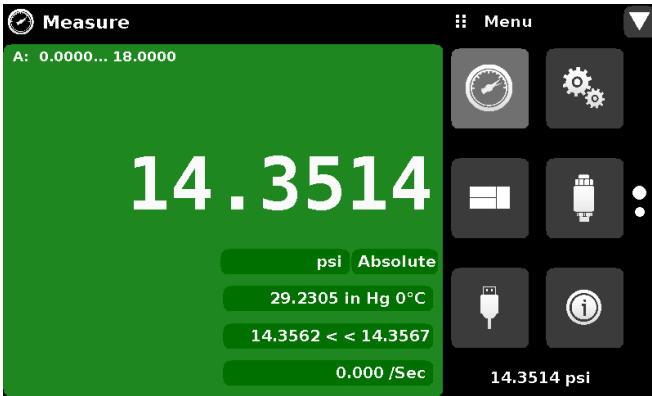 Measure
Menu
A: 0.0000... 18.0000
14.3514
psi Absolute
29.2305 in Hg 0°C
14.3562 < < 14.3567
0.000 /Sec
14.3514 psi